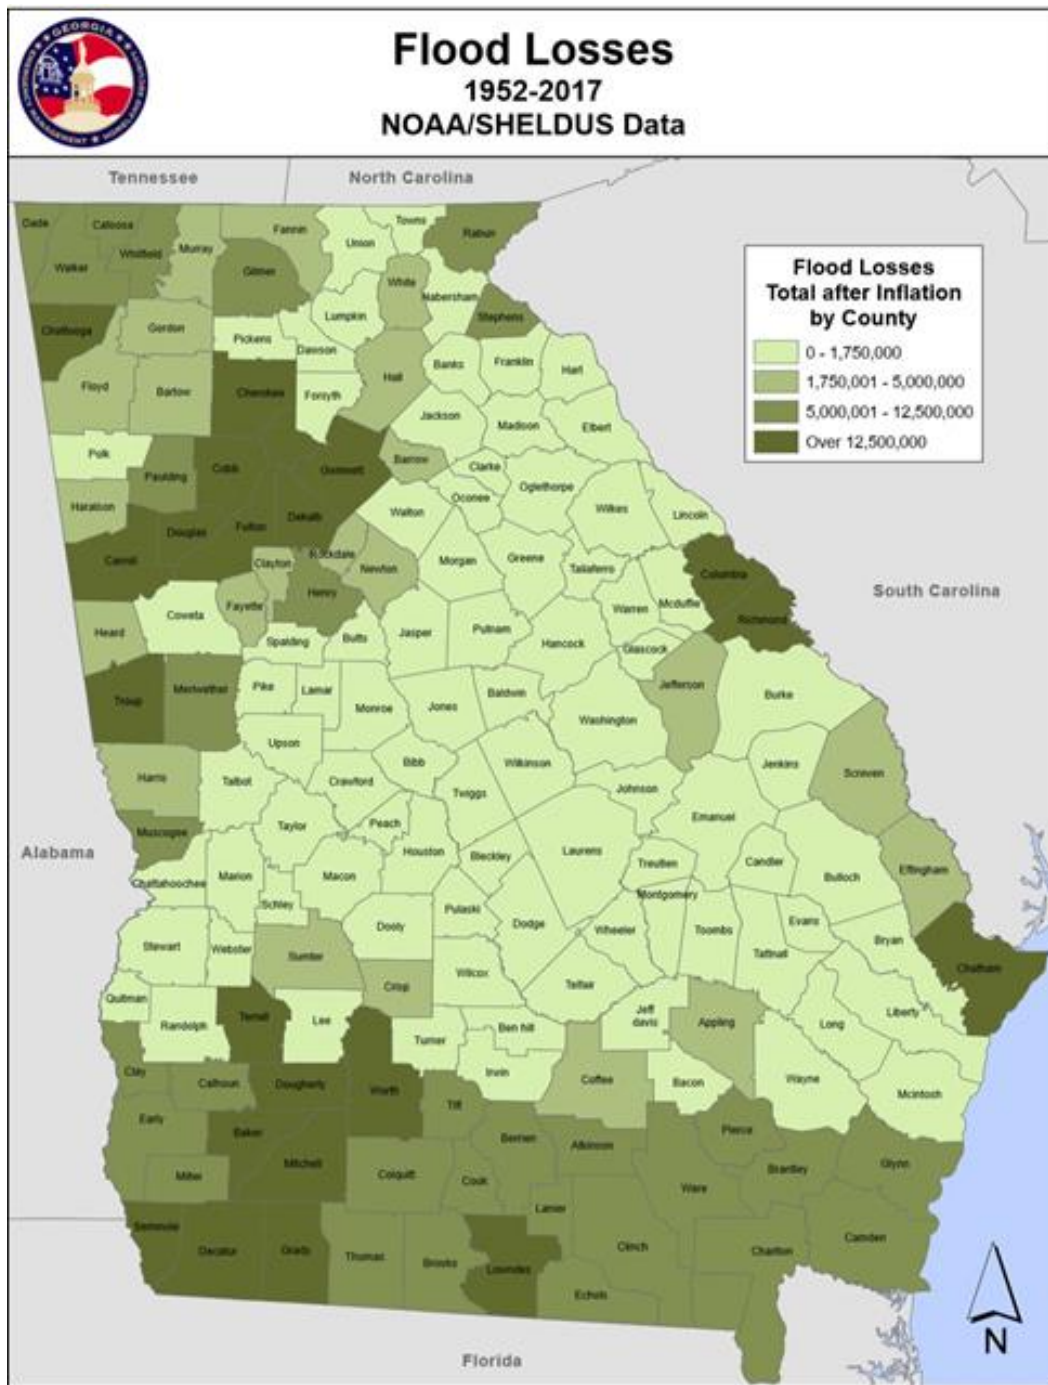 Flood Losses
1952-2017
NOAA/SHELDUS Data
GEORGIA
Tennessee
North Carolina
Flood Losses
Total after Inflation
by County
0 - 1,750,000
1,750,001 - 5,000,000
5,000,001 - 12,500,000
Over 12,500,000
Dade
Catoosa
Whitfield
Walker
Murray
Fannin
Gilmer
Union
Towns
Rabun
White
Habersham
Stephens
Lumpkin
Chattooga
Gordon
Pickens
Dawson
Banks
Franklin
Hart
Floyd
Bartow
Cherokee
Forsyth
Hall
Jackson
Madison
Elbert
Polk
Paulding
Cobb
Gwinnett
Barrow
Clarke
Oconee
Oglethorpe
Wilkes
Lincoln
Haralson
Carroll
Douglas
Fulton
Dekalb
Walton
Rockdale
Clayton
Newton
Morgan
Greene
Taliaferro
Columbia
South Carolina
Heard
Coweta
Fayette
Henry
Spalding
Butts
Jasper
Putnam
Hancock
Warren
Mcduffie
Glascock
Richmond
Troup
Meriwether
Pike
Lamar
Monroe
Jones
Baldwin
Washington
Jefferson
Burke
Harris
Talbot
Upson
Crawford
Bibb
Twiggs
Wilkinson
Johnson
Jenkins
Screven
Muscogee
Alabama
Chattahoochee
Marion
Taylor
Peach
Macon
Houston
Bleckley
Laurens
Treutlen
Emanuel
Candler
Bulloch
Effingham
Schley
Stewart
Webster
Sumter
Dooly
Pulaski
Dodge
Wheeler
Montgomery
Toombs
Tattnall
Evans
Bryan
Chatham
Quitman
Randolph
Terrell
Lee
Crisp
Wilcox
Telfair
Turner
Ben hill
Irwin
Jeff
davis
Appling
Long
Liberty
Clay
Calhoun
Dougherty
Worth
Tift
Coffee
Bacon
Wayne
Mcintosh
Early
Baker
Miller
Mitchell
Colquitt
Cook
Berrien
Atkinson
Pierce
Ware
Brantley
Glynn
Seminole
Decatur
Grady
Thomas
Brooks
Lowndes
Lanier
Clinch
Echols
Charlton
Camden
Florida
N